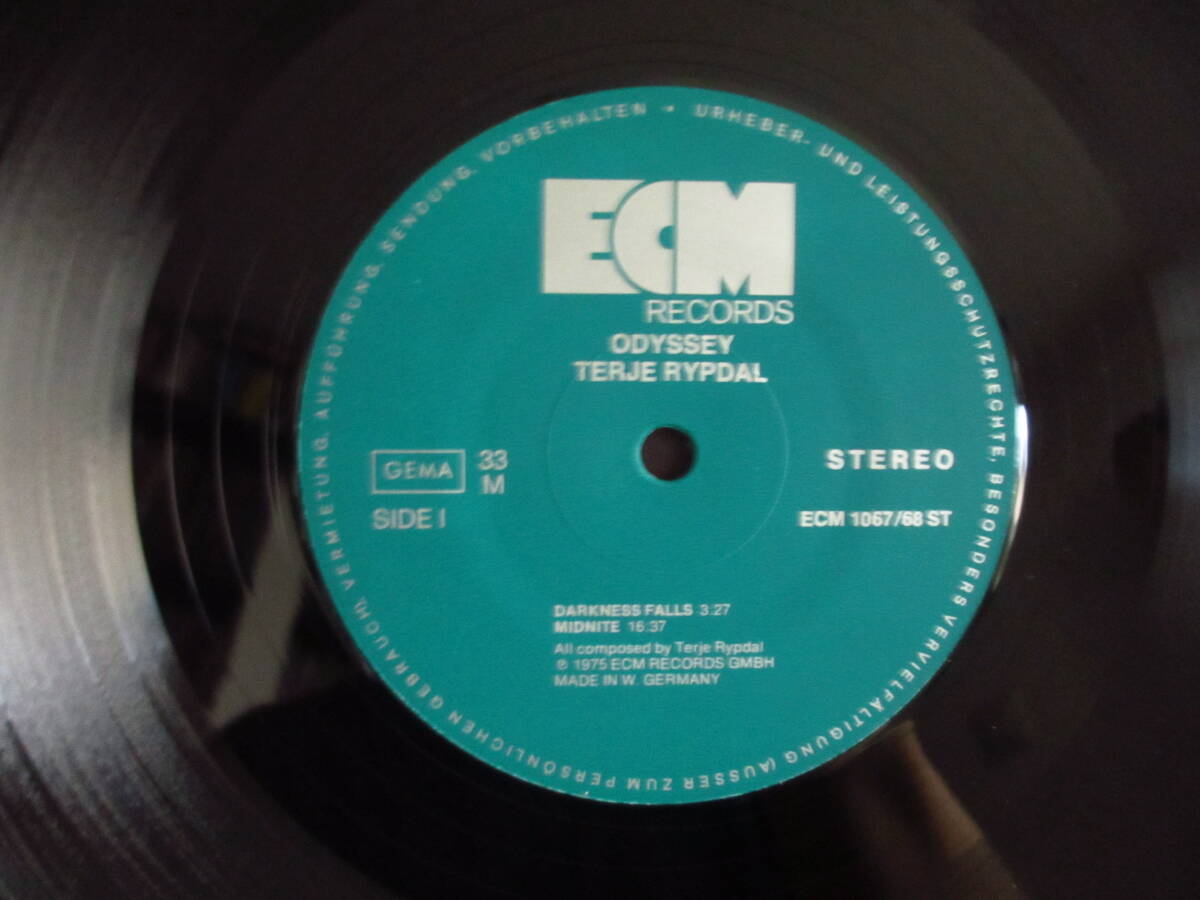 URHEBER- UND LEISTUNGSSCHUTZRECHTE, BESONDERS VERVIELFÄLTIGUNG (AUSSER ZUM PERSÖNLICHEN GEBRAUCH), VERMIETUNG, AUFFÜHRUNG, SENDUNG, VORBEHALTEN •
ECM
RECORDS
ODYSSEY
TERJE RYPDAL
GEMA 33
M
STEREO
SIDE I
ECM 1067/68 ST
DARKNESS FALLS 3:27
MIDNITE 16:37
All composed by Terje Rypdal
℗ 1975 ECM RECORDS GMBH
MADE IN W. GERMANY